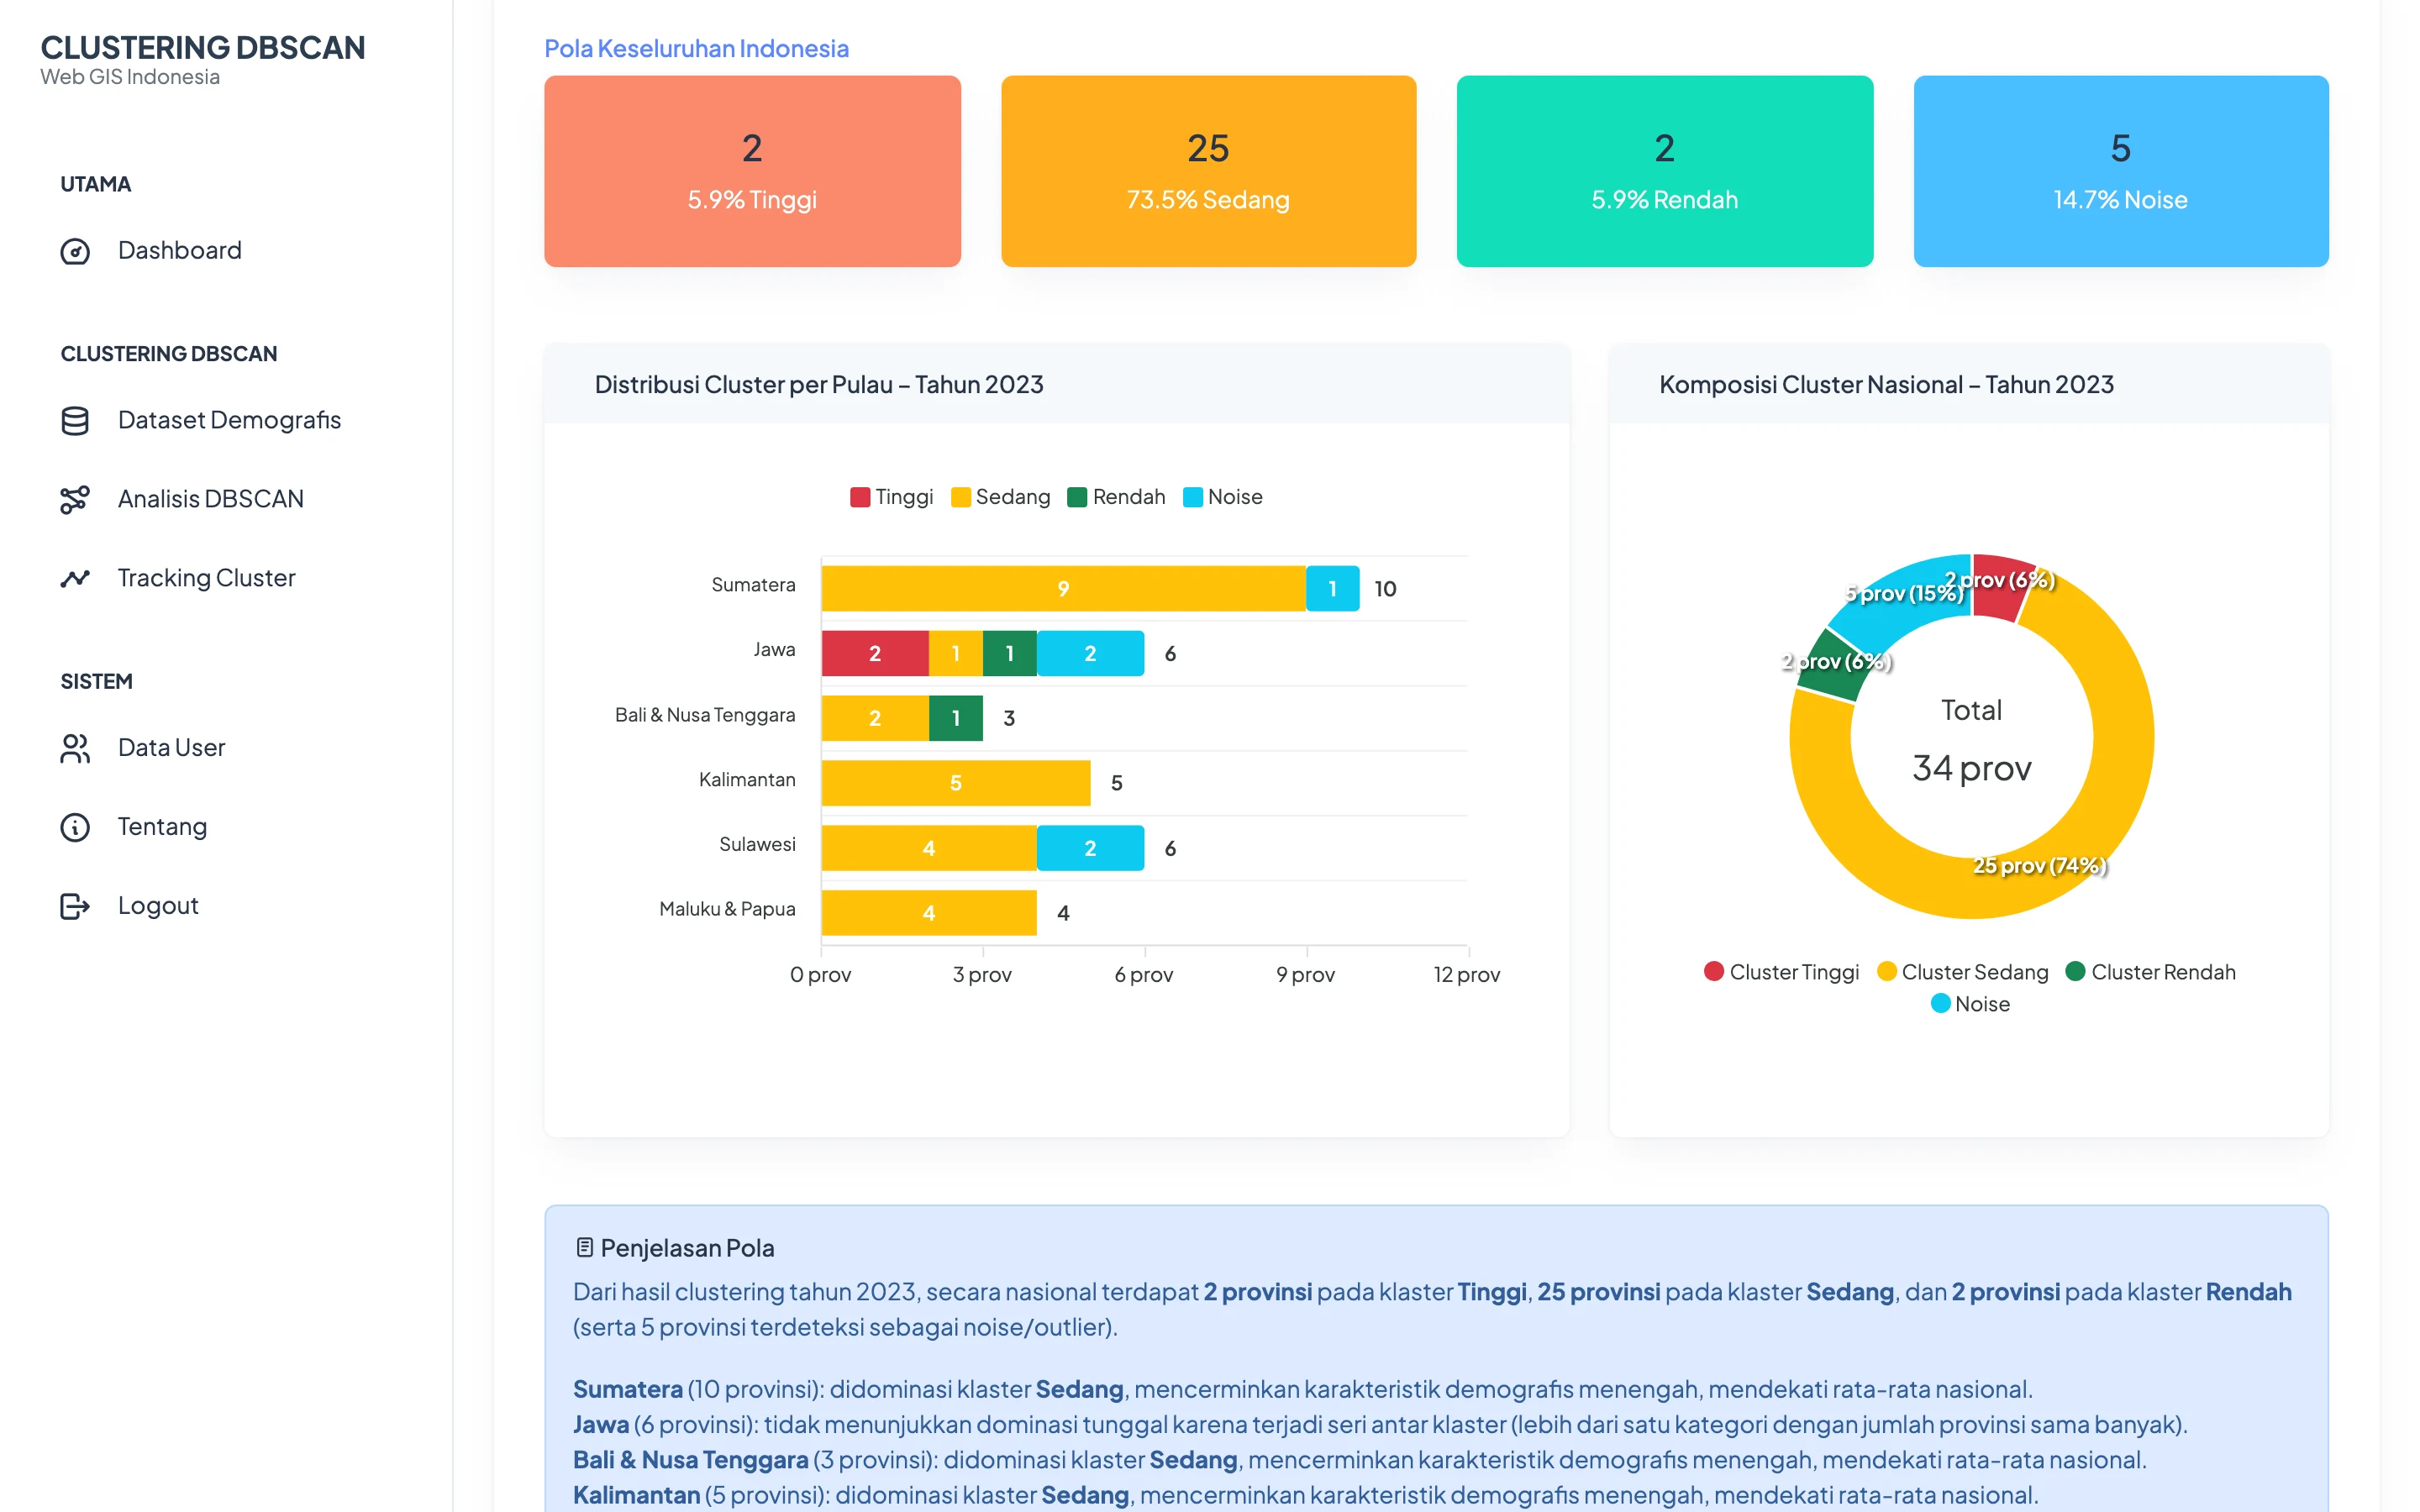 CLUSTERING DBSCAN
Web GIS Indonesia
UTAMA
Dashboard
CLUSTERING DBSCAN
Dataset Demografis
Analisis DBSCAN
Tracking Cluster
SISTEM
Data User
Tentang
Logout
Pola Keseluruhan Indonesia
2
5.9% Tinggi
25
73.5% Sedang
2
5.9% Rendah
5
14.7% Noise
Distribusi Cluster per Pulau – Tahun 2023
Tinggi Sedang Rendah Noise
Sumatera 9 1 10
Jawa 2 1 1 2 6
Bali & Nusa Tenggara 2 1 3
Kalimantan 5 5
Sulawesi 4 2 6
Maluku & Papua 4 4
0 prov 3 prov 6 prov 9 prov 12 prov
Komposisi Cluster Nasional – Tahun 2023
2 prov (6%)
5 prov (15%)
2 prov (6%)
Total
34 prov
25 prov (74%)
Cluster Tinggi Cluster Sedang Cluster Rendah
Noise
Penjelasan Pola
Dari hasil clustering tahun 2023, secara nasional terdapat 2 provinsi pada klaster Tinggi, 25 provinsi pada klaster Sedang, dan 2 provinsi pada klaster Rendah
(serta 5 provinsi terdeteksi sebagai noise/outlier).
Sumatera (10 provinsi): didominasi klaster Sedang, mencerminkan karakteristik demografis menengah, mendekati rata-rata nasional.
Jawa (6 provinsi): tidak menunjukkan dominasi tunggal karena terjadi seri antar klaster (lebih dari satu kategori dengan jumlah provinsi sama banyak).
Bali & Nusa Tenggara (3 provinsi): didominasi klaster Sedang, mencerminkan karakteristik demografis menengah, mendekati rata-rata nasional.
Kalimantan (5 provinsi): didominasi klaster Sedang, mencerminkan karakteristik demografis menengah, mendekati rata-rata nasional.